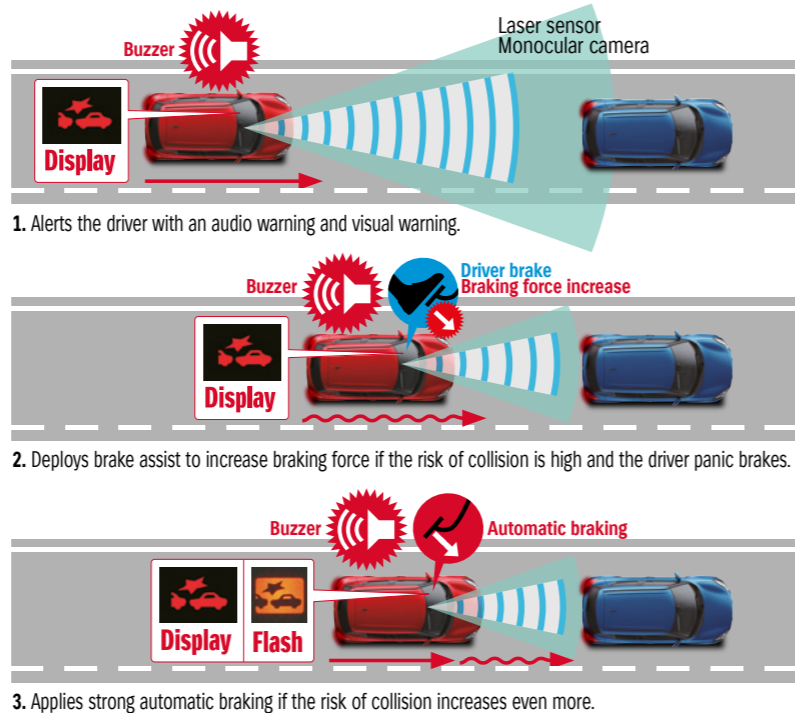 Laser sensor
Monocular camera
Buzzer
Display
1. Alerts the driver with an audio warning and visual warning.
Driver brake
Buzzer
Braking force increase
Display
2. Deploys brake assist to increase braking force if the risk of collision is high and the driver panic brakes.
Buzzer
Automatic braking
Display
Flash
3. Applies strong automatic braking if the risk of collision increases even more.